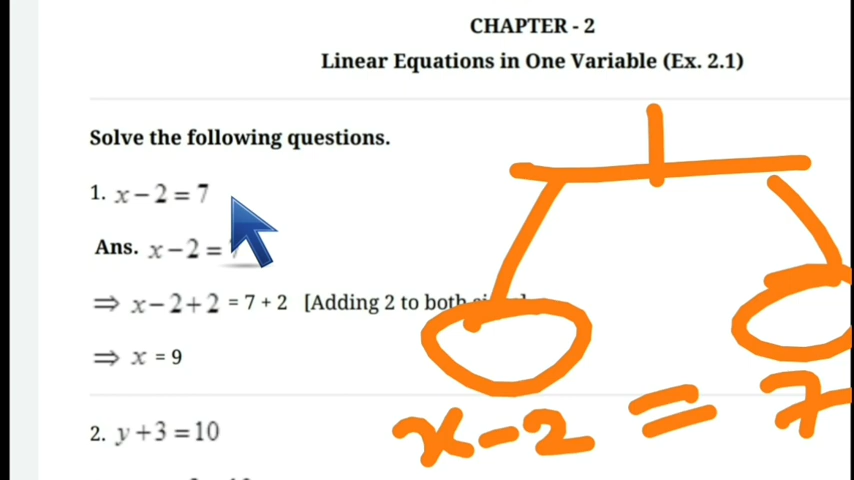 CHAPTER - 2
Linear Equations in One Variable (Ex. 2.1)
Solve the following questions.
1. x − 2 = 7
Ans. x − 2 =
⇒ x − 2 + 2 = 7 + 2 [Adding 2 to both
⇒ x = 9
x − 2 = 7
2. y + 3 = 10